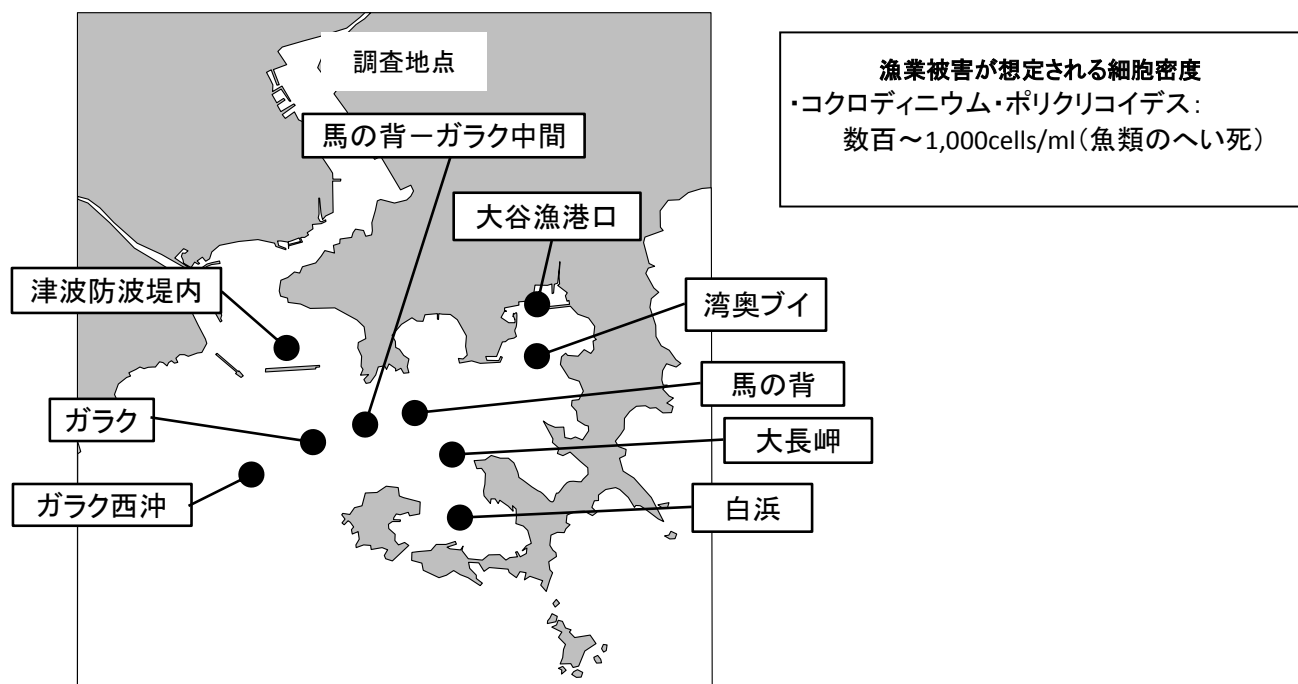 調査地点
馬の背－ガラク中間
大谷漁港口
津波防波堤内
湾奥ブイ
馬の背
ガラク
大長岬
ガラク西沖
白浜
漁業被害が想定される細胞密度
・コクロディニウム・ポリクリコイデス：
数百～1,000cells/ml（魚類のへい死）